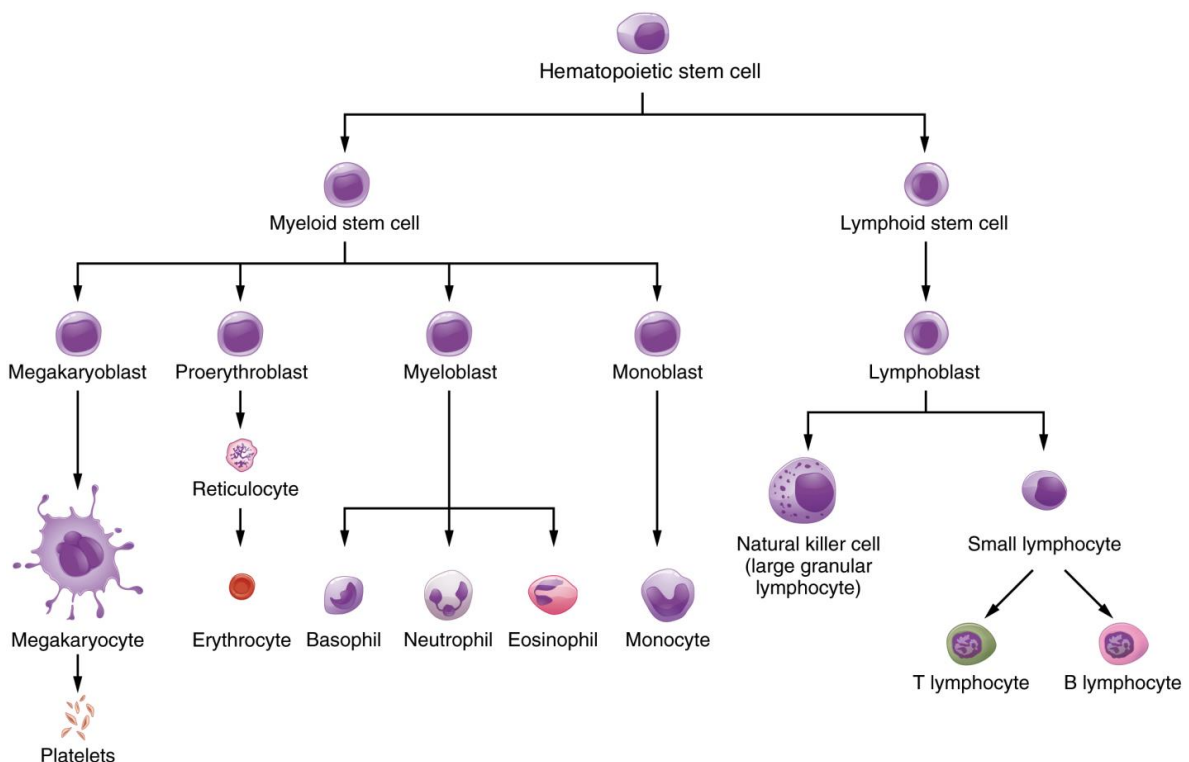 Hematopoietic stem cell
Myeloid stem cell
Lymphoid stem cell
Megakaryoblast
Proerythroblast
Myeloblast
Monoblast
Lymphoblast
Reticulocyte
Natural killer cell
(large granular
lymphocyte)
Small lymphocyte
Megakaryocyte
Erythrocyte
Basophil
Neutrophil
Eosinophil
Monocyte
T lymphocyte
B lymphocyte
Platelets